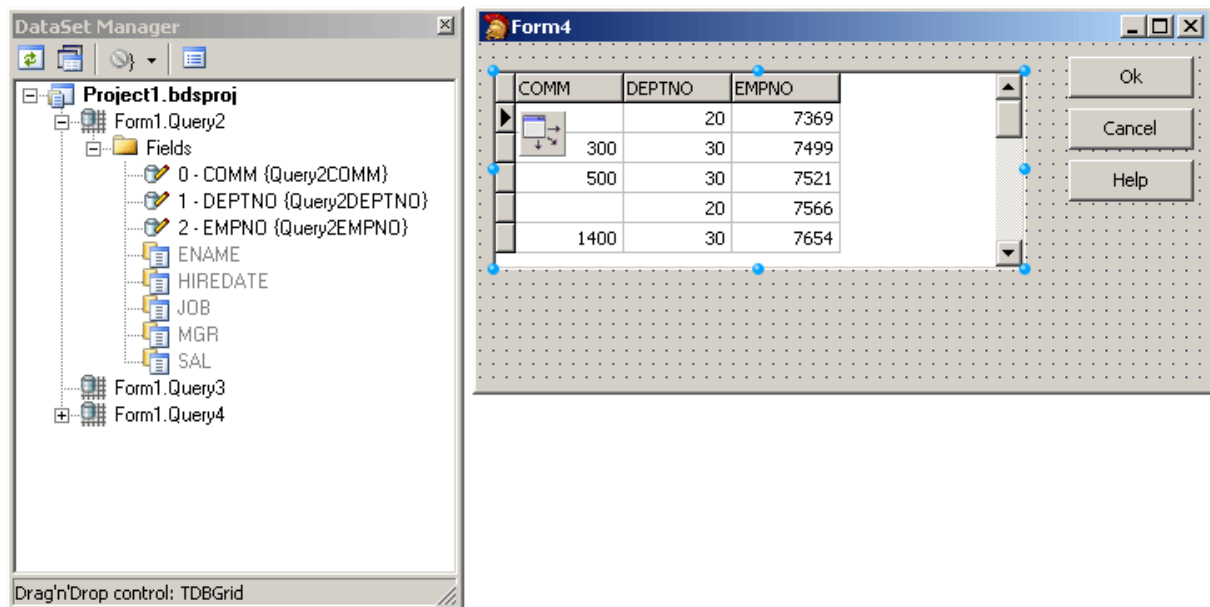 DataSet Manager
Project1.bdsproj
Form1.Query2
Fields
0 - COMM {Query2COMM}
1 - DEPTNO {Query2DEPTNO}
2 - EMPNO {Query2EMPNO}
ENAME
HIREDATE
JOB
MGR
SAL
Form1.Query3
Form1.Query4
Drag'n'Drop control: TDBGrid
Form4
COMM DEPTNO EMPNO
20 7369
300 30 7499
500 30 7521
20 7566
1400 30 7654
Ok
Cancel
Help